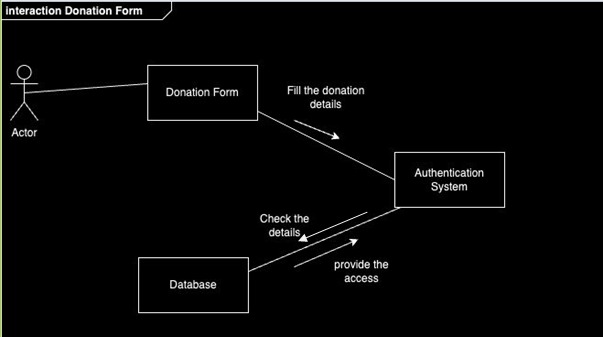 interaction Donation Form
Actor
Donation Form
Fill the donation
details
Authentication
System
Check the
details
provide the
access
Database